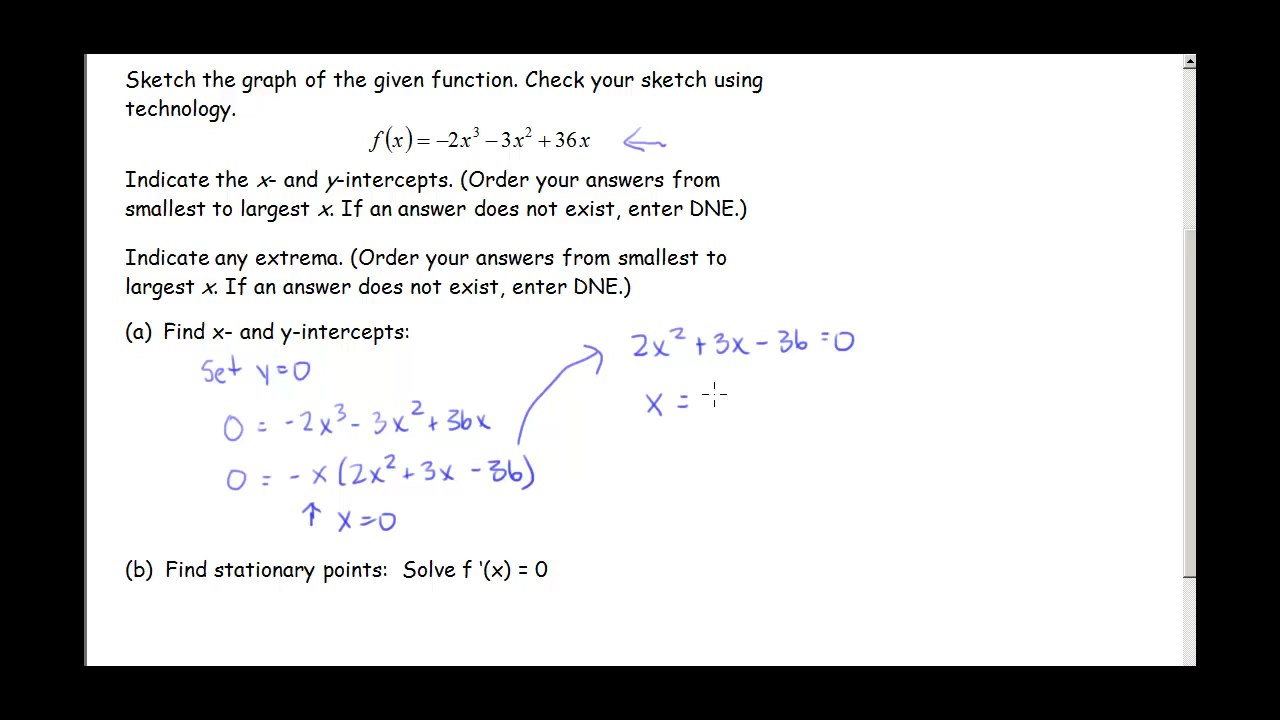 Sketch the graph of the given function. Check your sketch using
technology.
f(x) = −2x³ − 3x² + 36x ←
Indicate the x- and y-intercepts. (Order your answers from
smallest to largest x. If an answer does not exist, enter DNE.)
Indicate any extrema. (Order your answers from smallest to
largest x. If an answer does not exist, enter DNE.)
(a) Find x- and y-intercepts:
Set y=0
0 = -2x³ - 3x² + 36x
0 = -x(2x² + 3x - 36)
↑ x=0
2x² + 3x - 36 = 0
x =
(b) Find stationary points: Solve f '(x) = 0